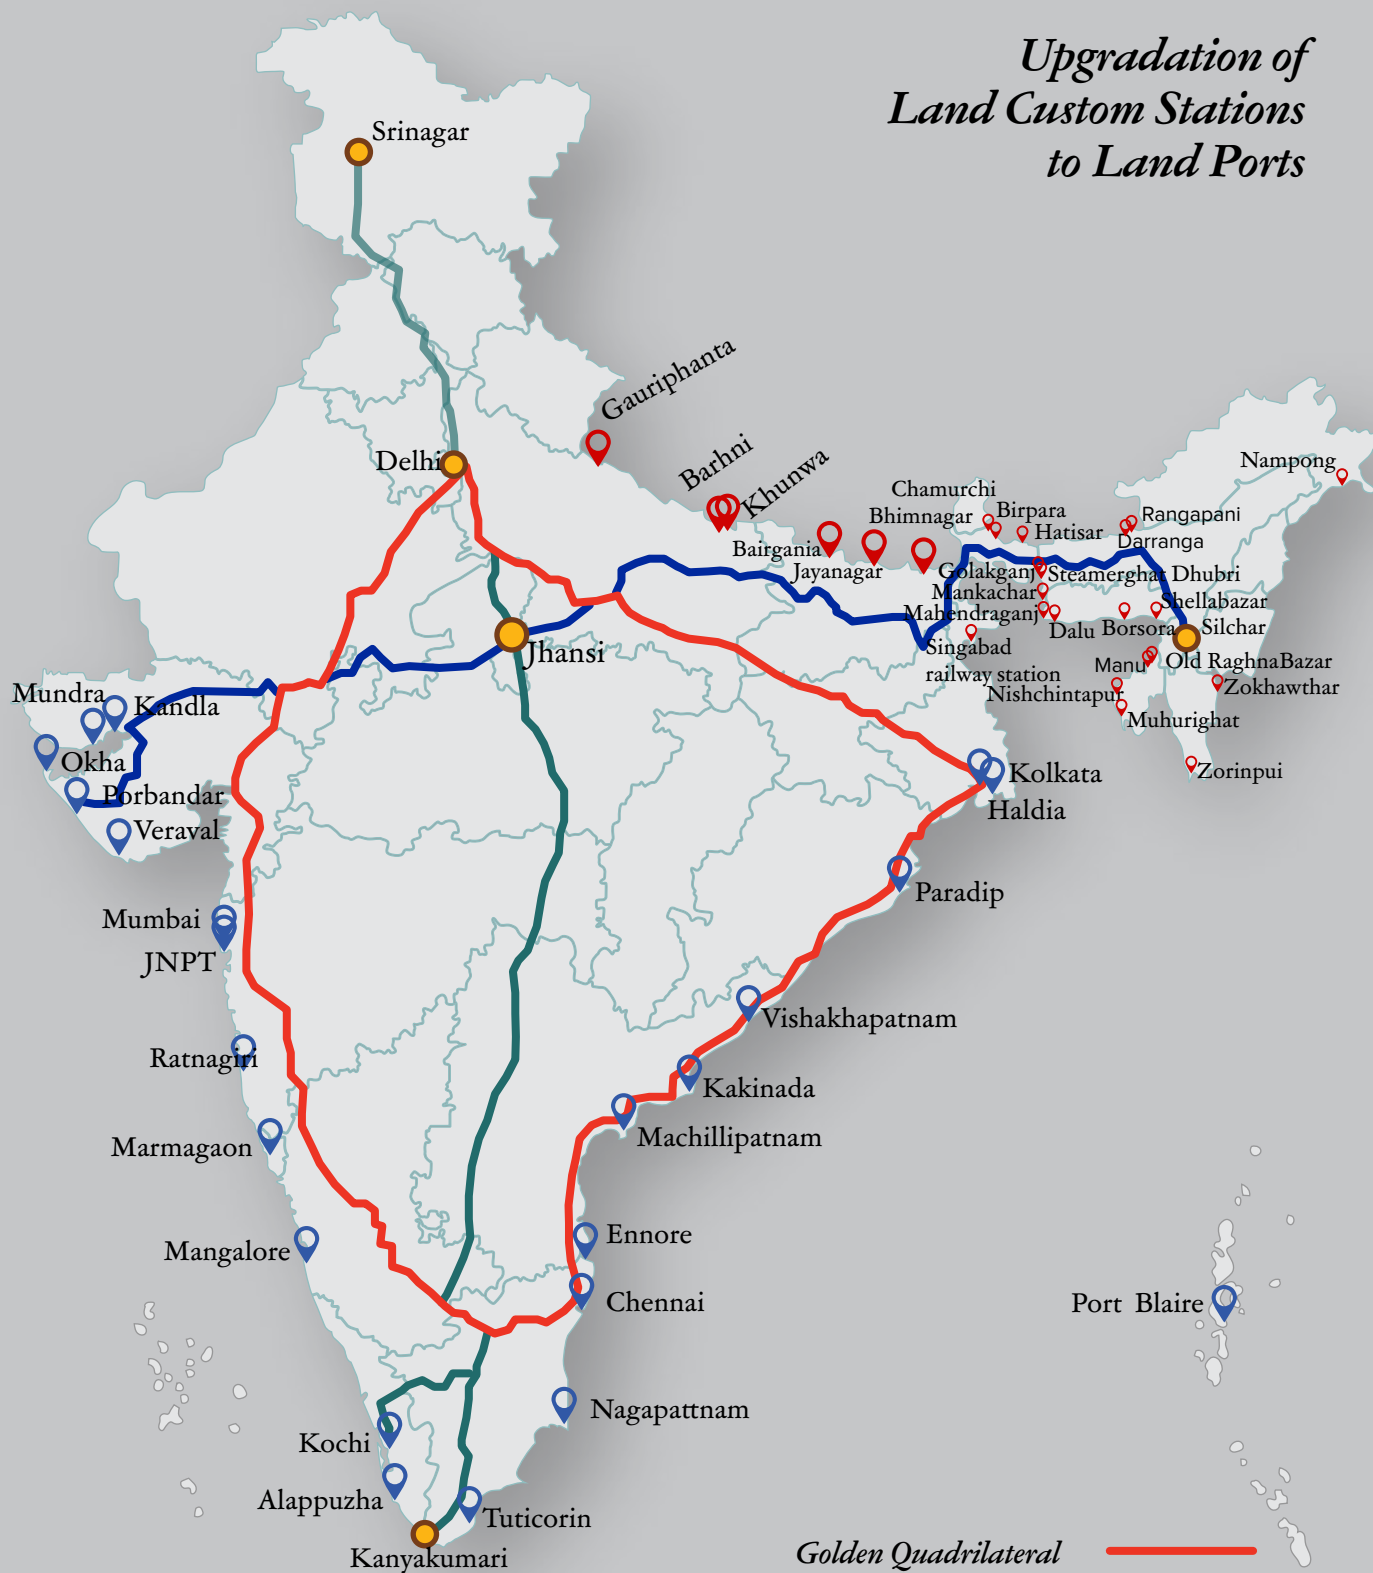 Upgradation of
Land Custom Stations
to Land Ports
Srinagar
Gauriphanta
Delhi
Barhni
Khunwa
Nampong
Chamurchi
Birpara
Bhimnagar
Hatisar
Rangapani
Darranga
Bairgania
Jayanagar
Golakganj
Steamerghat Dhubri
Mankachar
Mahendraganj
Shellabazar
Dalu
Borsora
Silchar
Jhansi
Singabad
railway station
Manu
Old RaghnaBazar
Nishchintapur
Zokhawthar
Muhurighat
Zorinpui
Mundra
Kandla
Okha
Porbandar
Veraval
Kolkata
Haldia
Paradip
Mumbai
JNPT
Vishakhapatnam
Ratnagiri
Kakinada
Machillipatnam
Marmagaon
Mangalore
Ennore
Chennai
Port Blaire
Nagapattnam
Kochi
Alappuzha
Tuticorin
Kanyakumari
Golden Quadrilateral